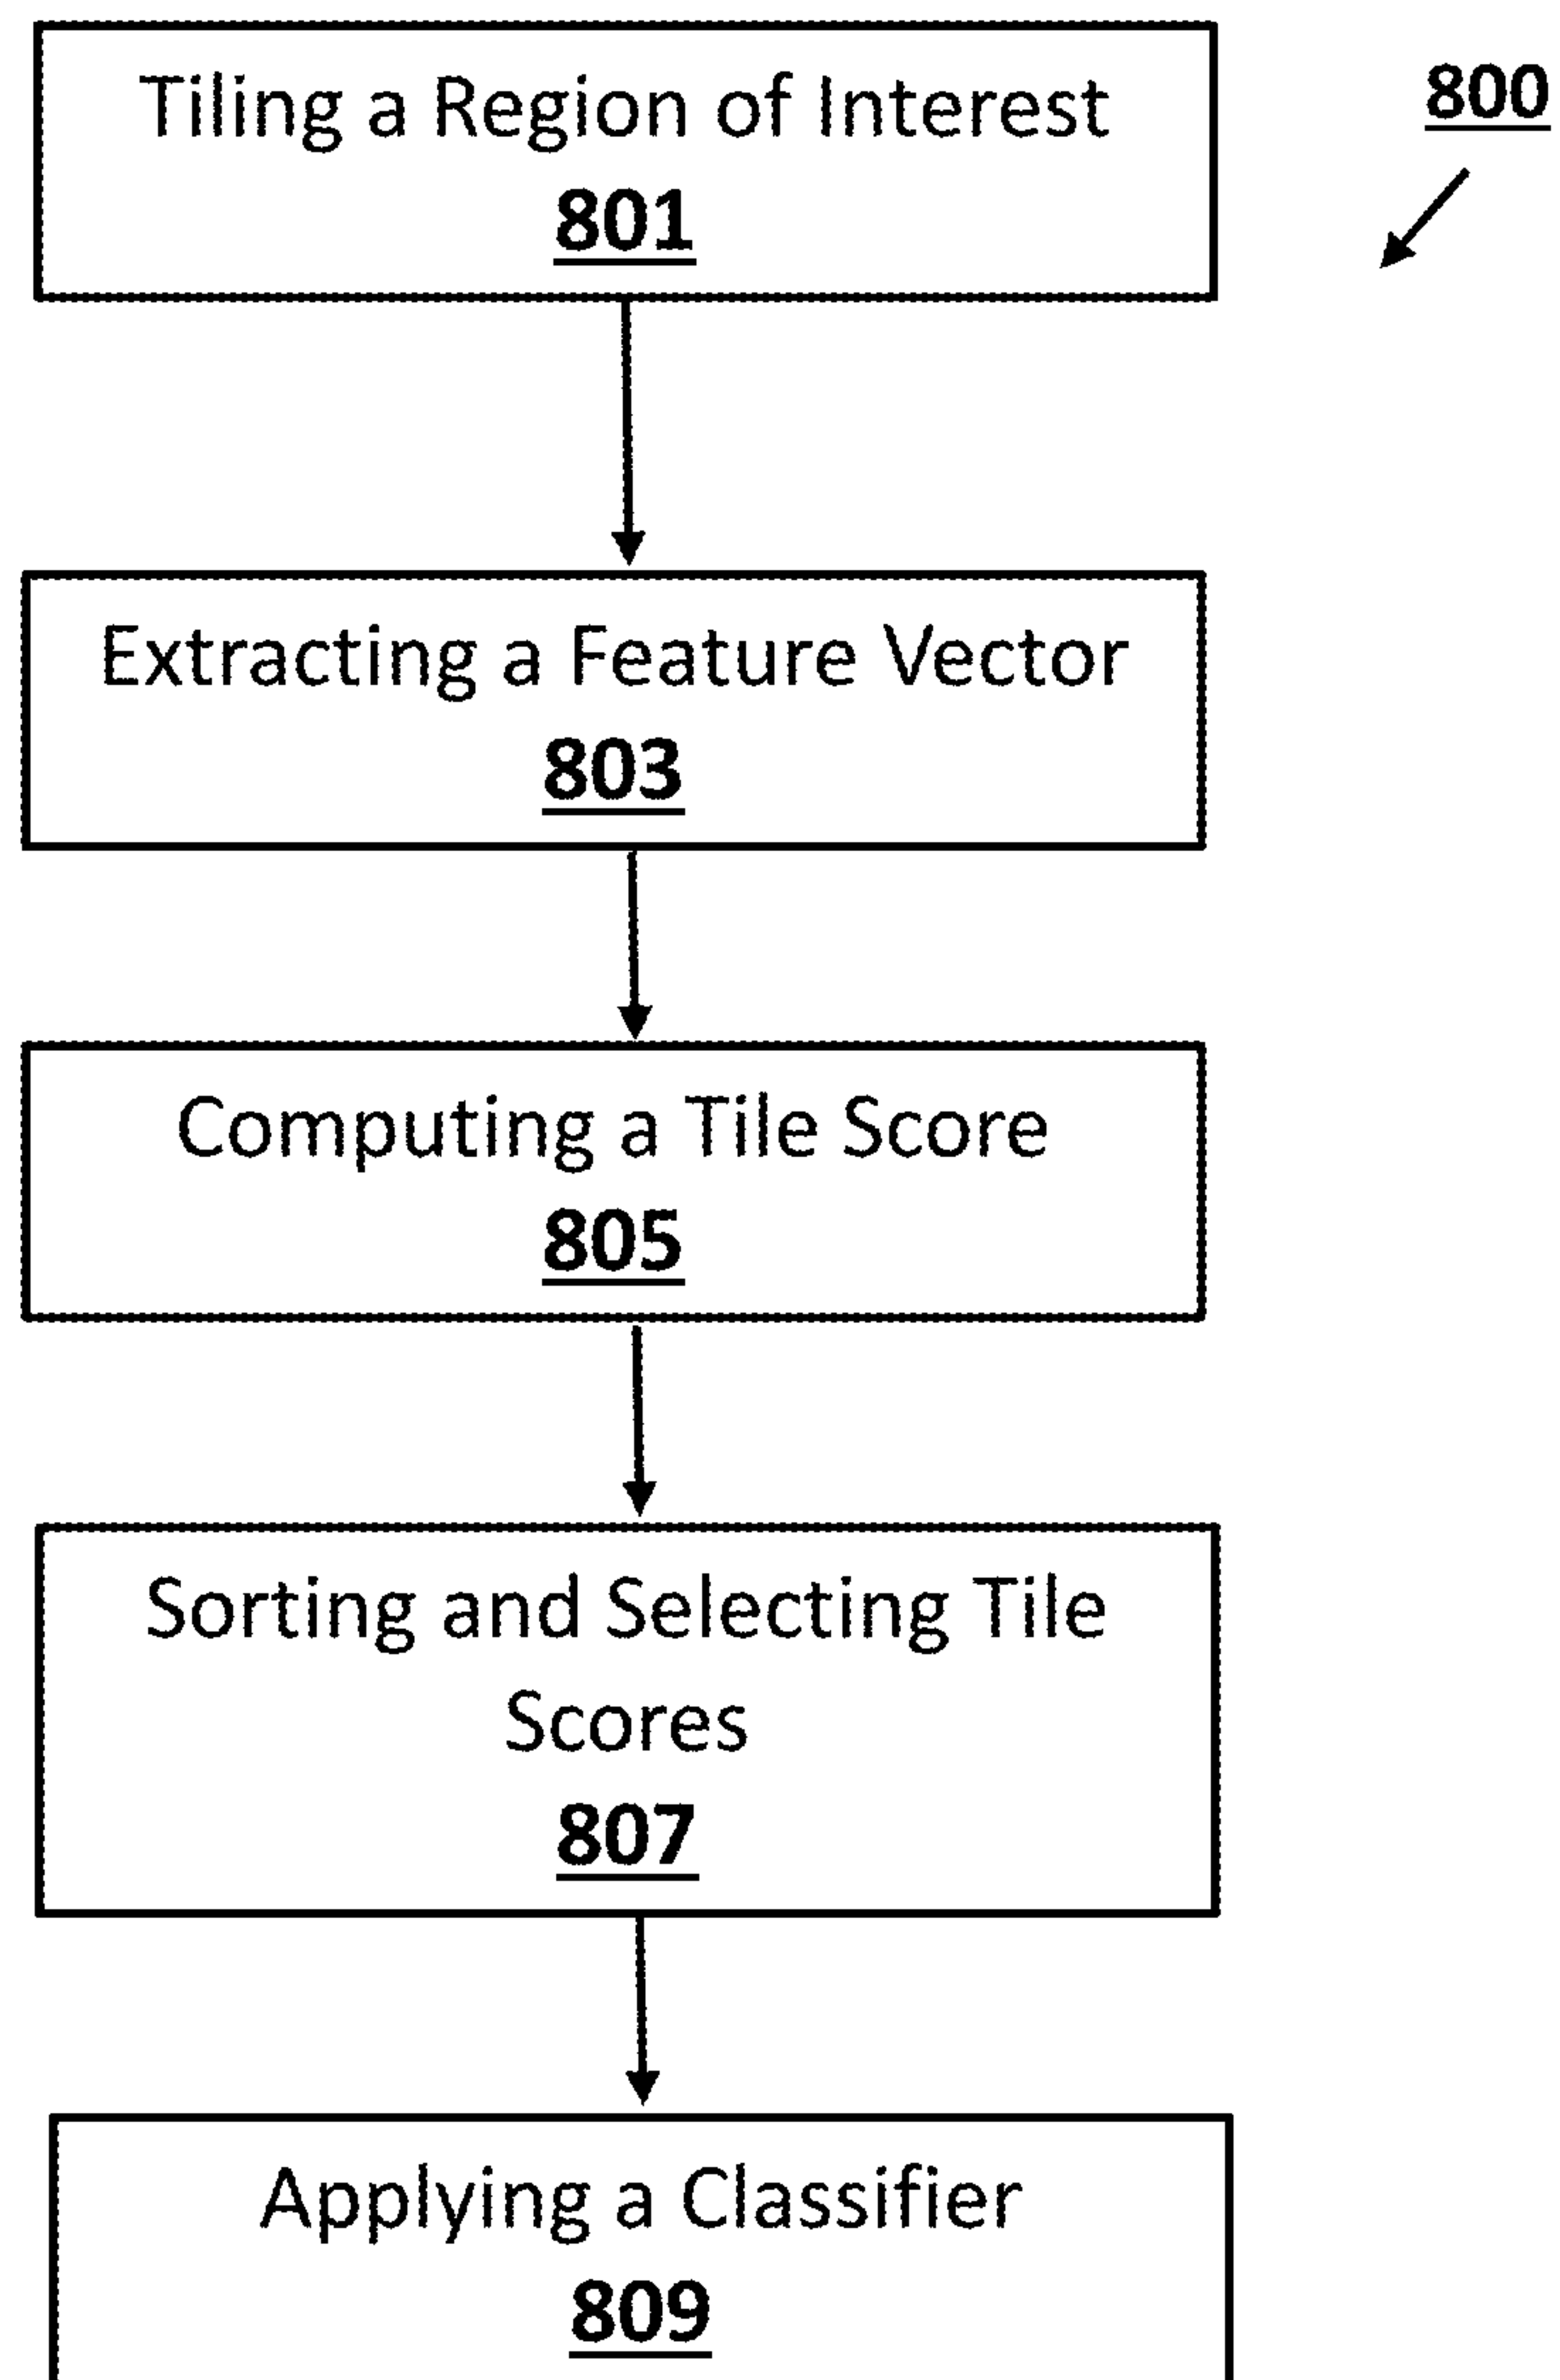 Tiling a Region of Interest
801
800
Extracting a Feature Vector
803
Computing a Tile Score
805
Sorting and Selecting Tile
Scores
807
Applying a Classifier
809